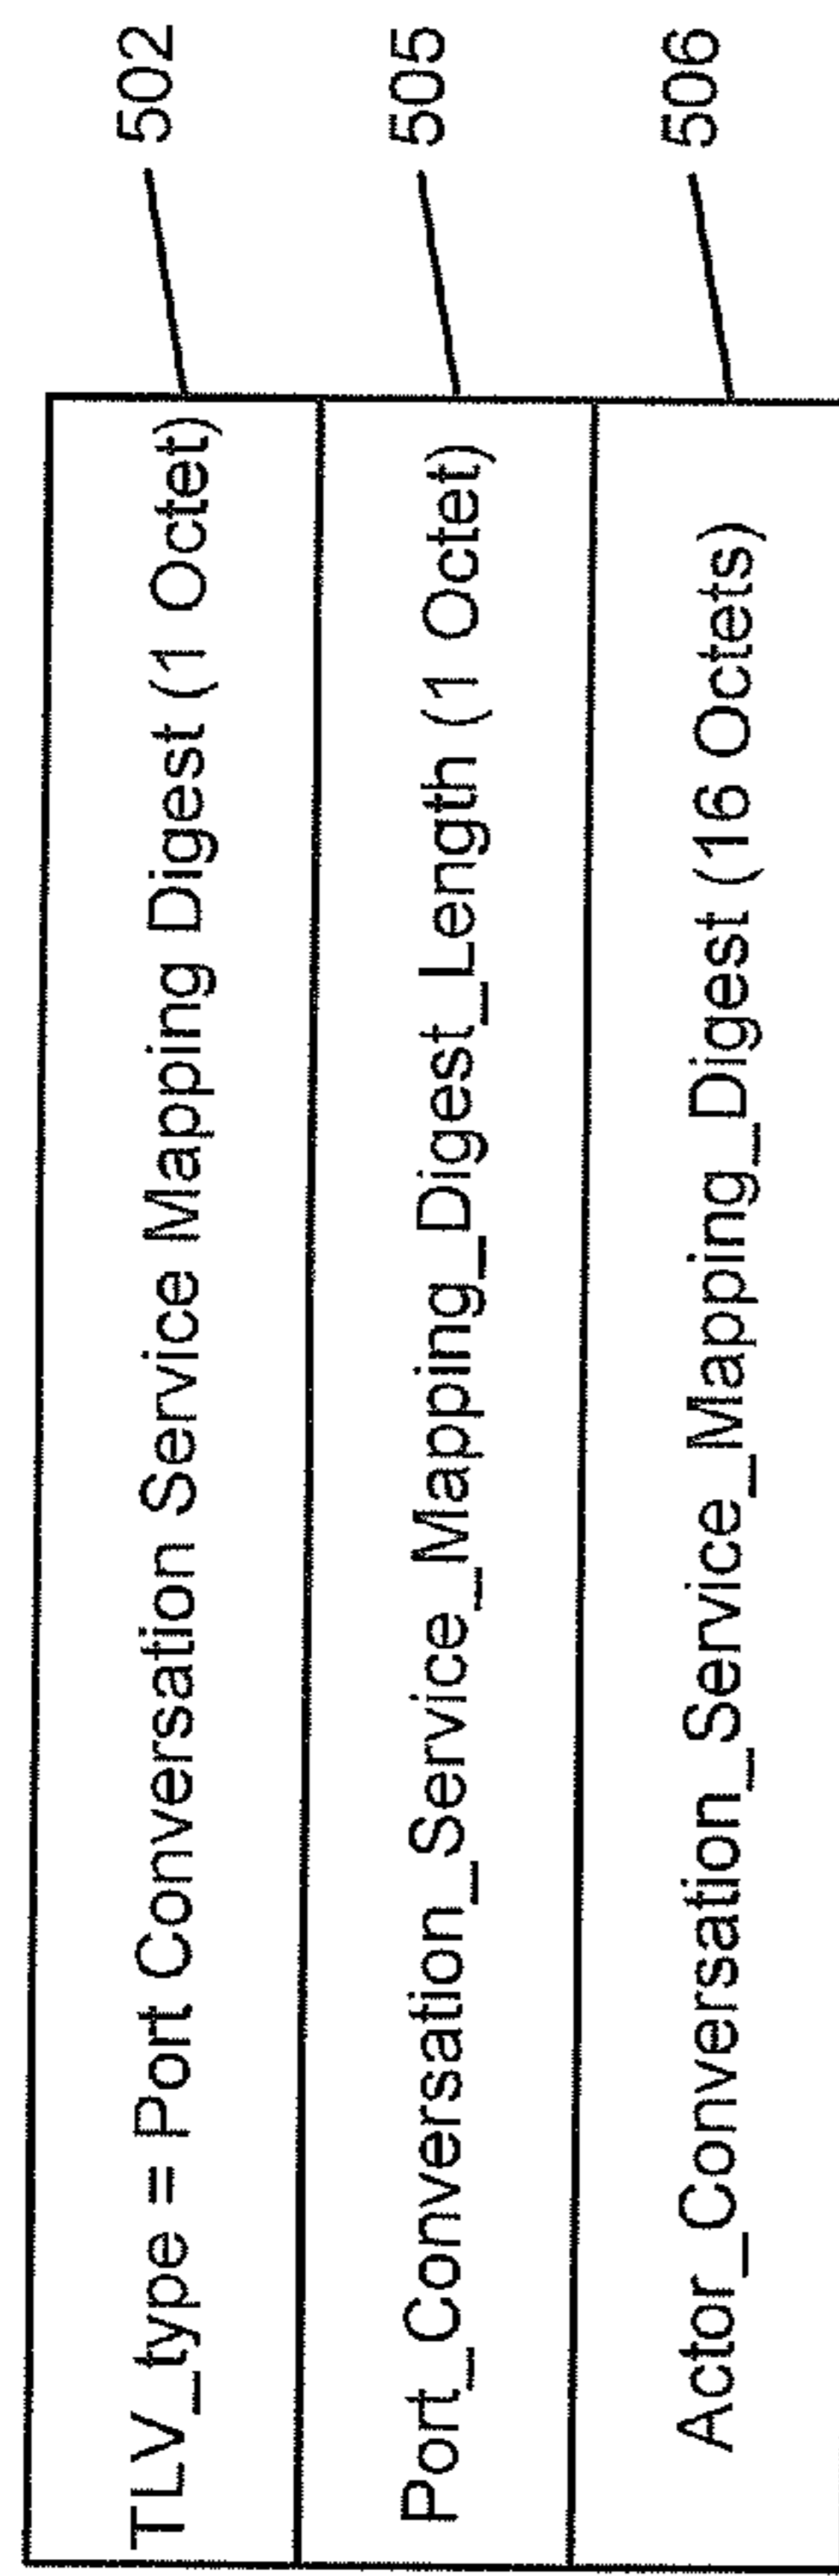 TLV_type = Port Conversation Service Mapping Digest (1 Octet) 502
Port_Conversation_Service_Mapping_Digest_Length (1 Octet) 505
Actor_Conversation_Service_Mapping_Digest (16 Octets) 506